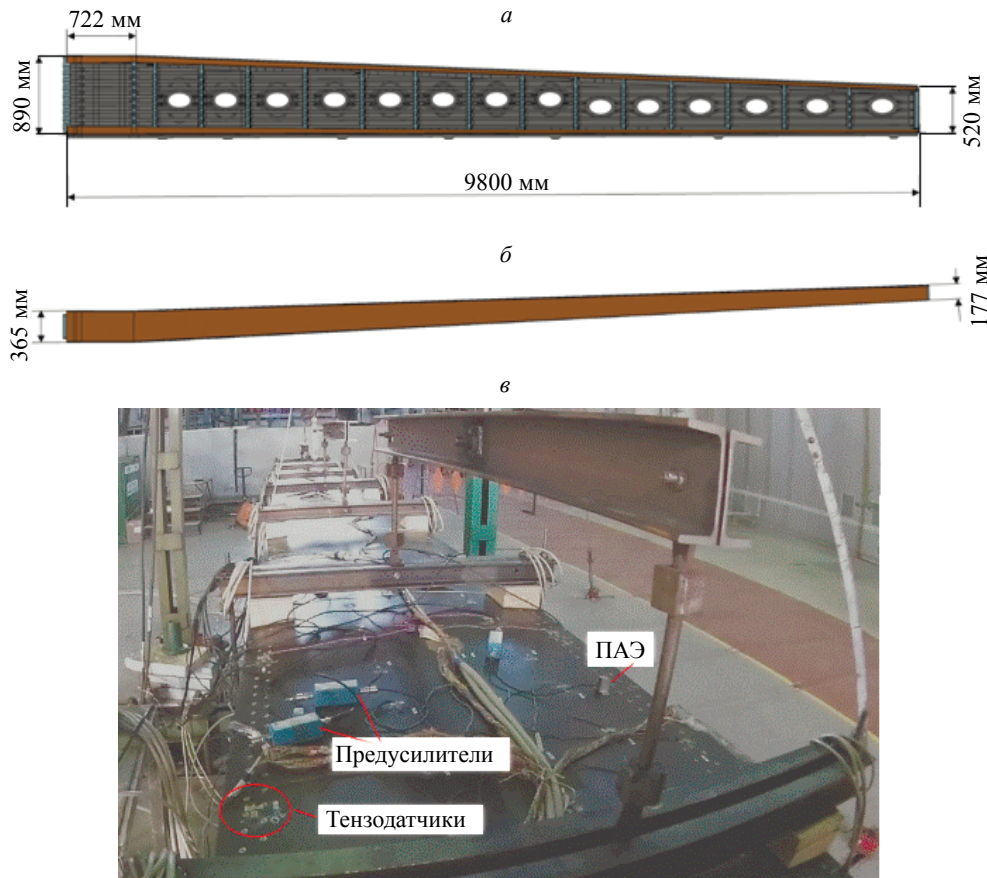 а
722 мм
890 мм
520 мм
9800 мм
б
365 мм
177 мм
в
ПАЭ
Предусилители
Тензодатчики